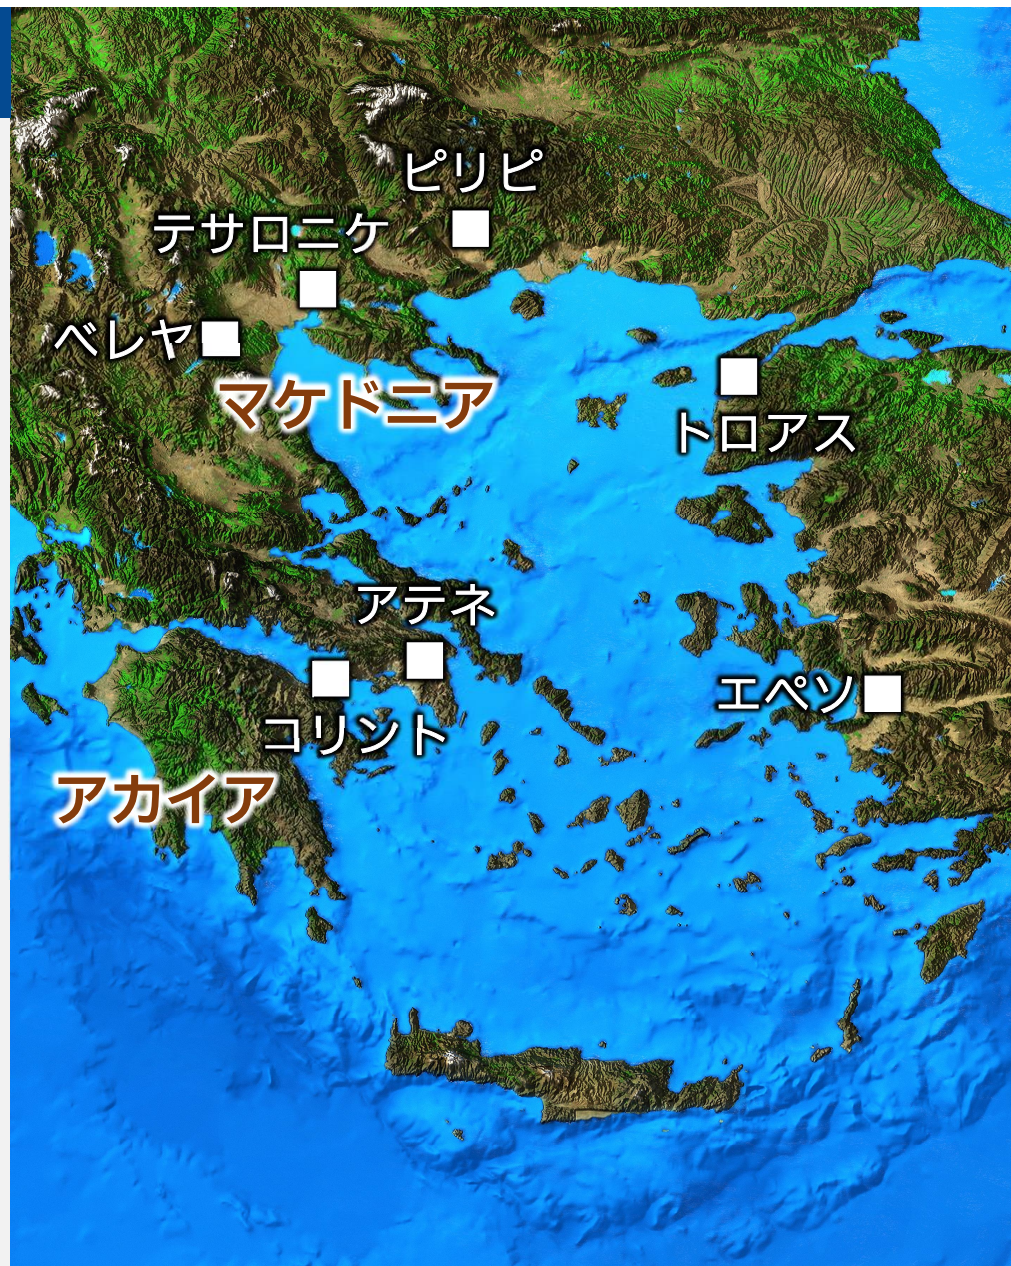 ピリピ
テサロニケ
ベレヤ
マケドニア
トロアス
アテネ
コリント
エペソ
アカイア